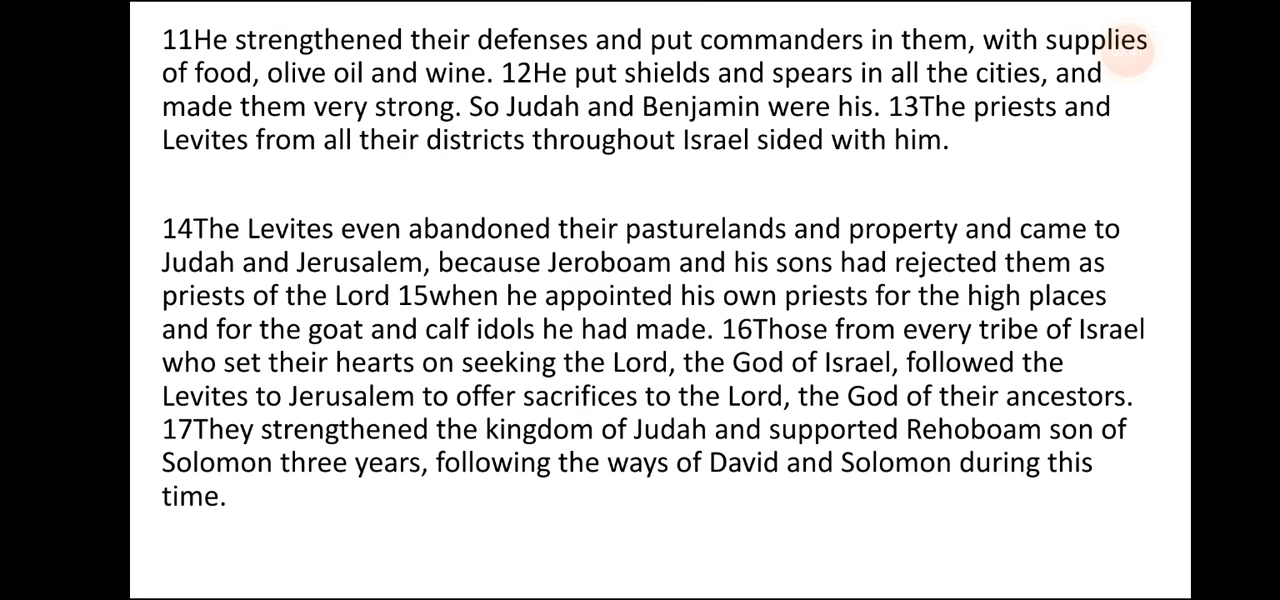 11He strengthened their defenses and put commanders in them, with supplies
of food, olive oil and wine. 12He put shields and spears in all the cities, and
made them very strong. So Judah and Benjamin were his. 13The priests and
Levites from all their districts throughout Israel sided with him.
14The Levites even abandoned their pasturelands and property and came to
Judah and Jerusalem, because Jeroboam and his sons had rejected them as
priests of the Lord 15when he appointed his own priests for the high places
and for the goat and calf idols he had made. 16Those from every tribe of Israel
who set their hearts on seeking the Lord, the God of Israel, followed the
Levites to Jerusalem to offer sacrifices to the Lord, the God of their ancestors.
17They strengthened the kingdom of Judah and supported Rehoboam son of
Solomon three years, following the ways of David and Solomon during this
time.